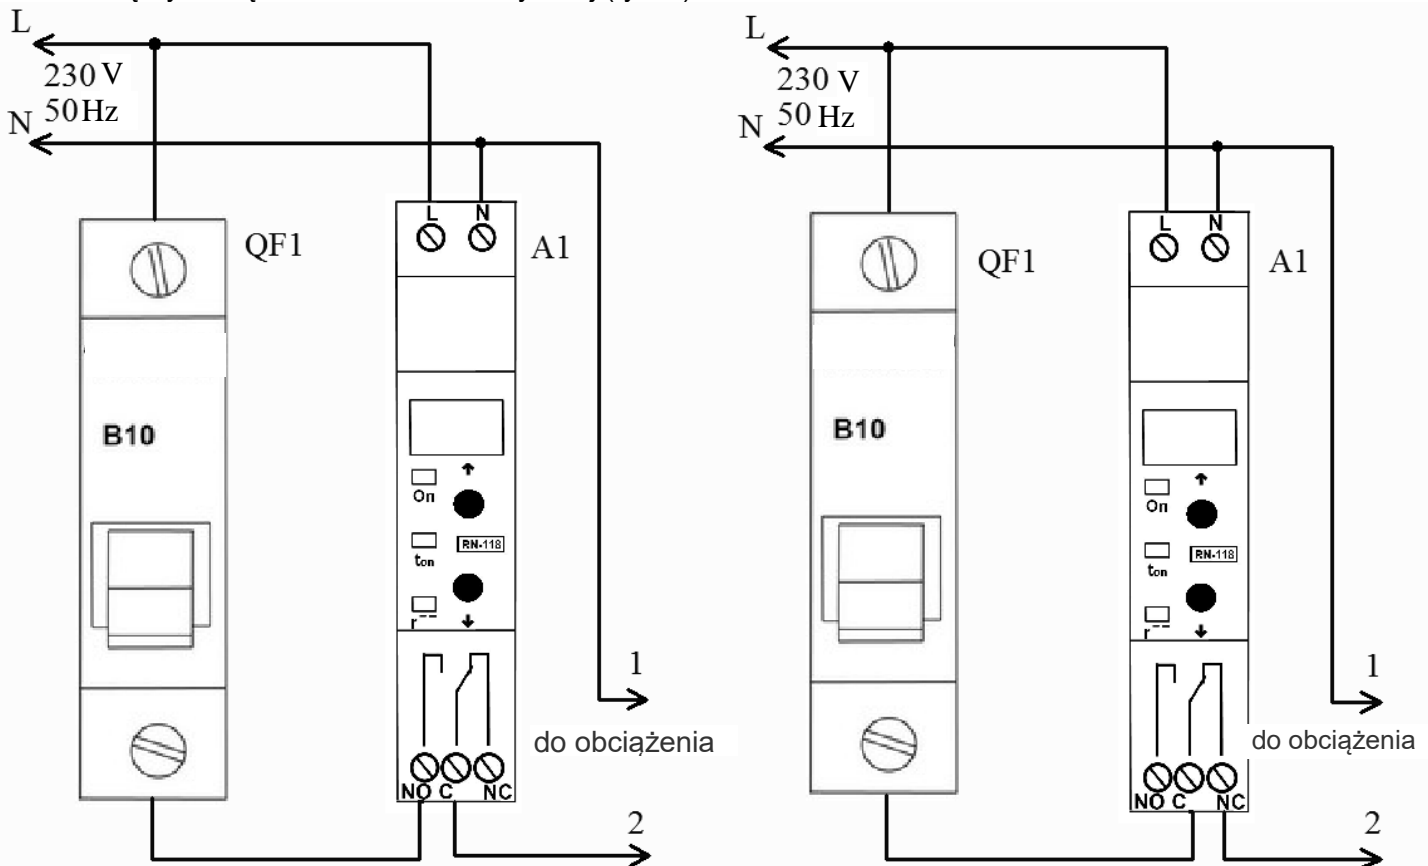 L
230 V
50 Hz
N
QF1
L N
A1
B10
On
RN-118
ton
r
NO C NC
1
do obciążenia
2
L
230 V
50 Hz
N
QF1
L N
A1
B10
On
RN-118
ton
r
NO C NC
1
do obciążenia
2